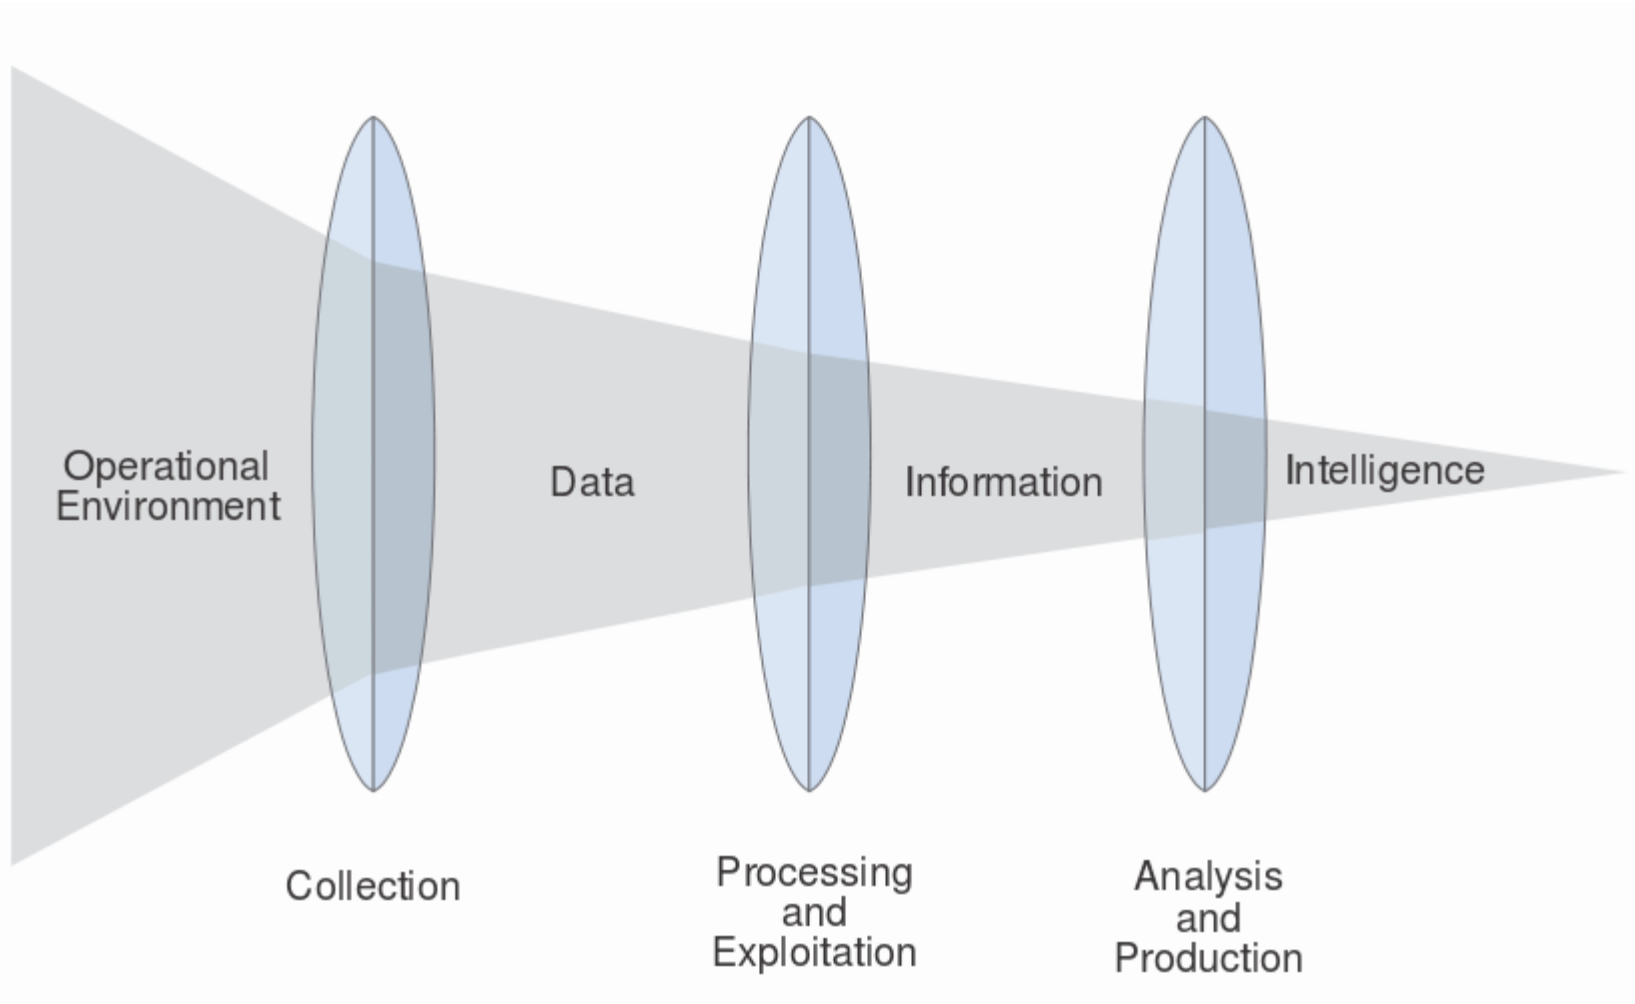 Operational
Environment
Data
Information
Intelligence
Collection
Processing
and
Exploitation
Analysis
and
Production